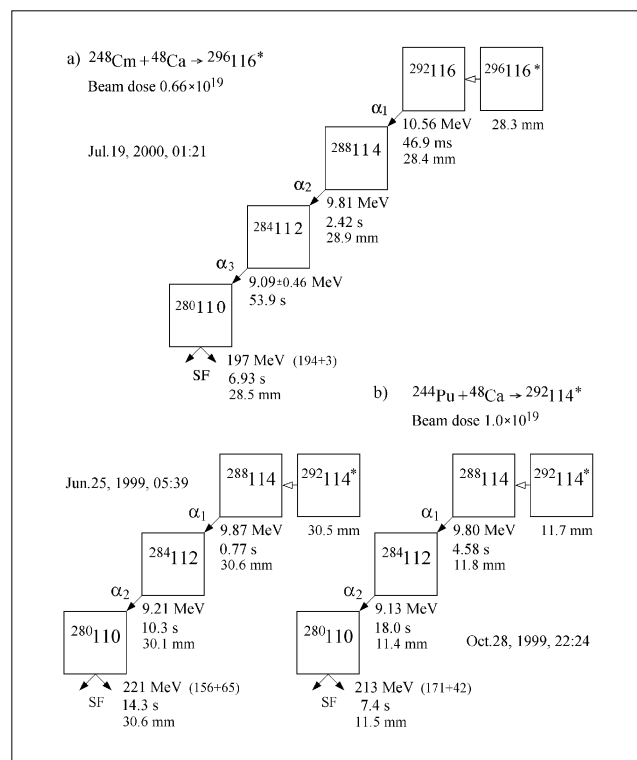 a) ²⁴⁸Cm + ⁴⁸Ca → ²⁹⁶116*
Beam dose 0.66×10¹⁹
Jul.19, 2000, 01:21
²⁹²116
²⁹⁶116*
28.3 mm
α₁
10.56 MeV
46.9 ms
28.4 mm
²⁸⁸114
α₂
9.81 MeV
2.42 s
28.9 mm
²⁸⁴112
α₃
9.09±0.46 MeV
53.9 s
²⁸⁰110
SF
197 MeV (194+3)
6.93 s
28.5 mm
b) ²⁴⁴Pu + ⁴⁸Ca → ²⁹²114*
Beam dose 1.0×10¹⁹
Jun.25, 1999, 05:39
²⁸⁸114
²⁹²114*
30.5 mm
α₁
9.87 MeV
0.77 s
30.6 mm
²⁸⁴112
α₂
9.21 MeV
10.3 s
30.1 mm
²⁸⁰110
SF
221 MeV (156+65)
14.3 s
30.6 mm
²⁸⁸114
²⁹²114*
11.7 mm
α₁
9.80 MeV
4.58 s
11.8 mm
²⁸⁴112
α₂
9.13 MeV
18.0 s
11.4 mm
Oct.28, 1999, 22:24
²⁸⁰110
SF
213 MeV (171+42)
7.4 s
11.5 mm